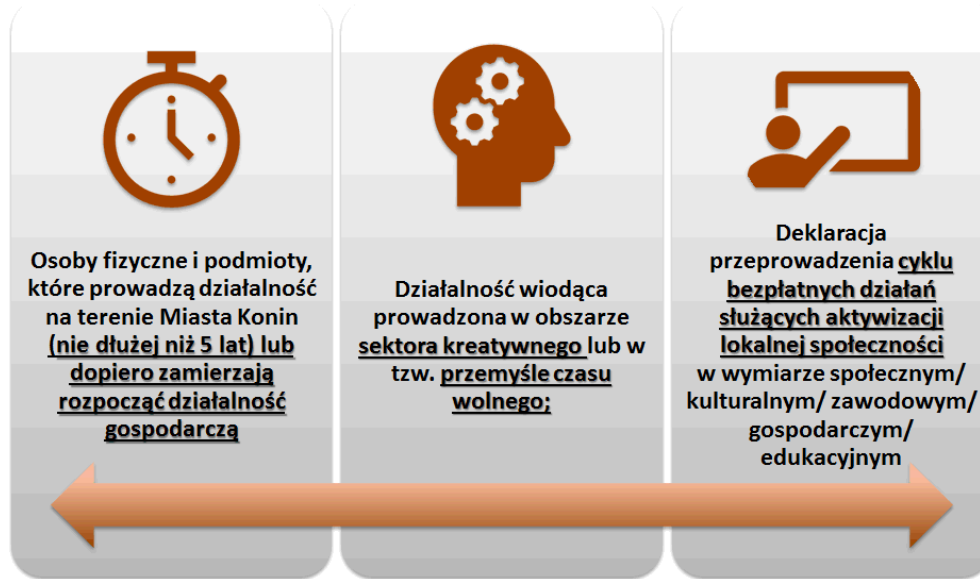 Osoby fizyczne i podmioty,
które prowadzą działalność
na terenie Miasta Konin
(nie dłużej niż 5 lat) lub
dopiero zamierzają
rozpocząć działalność
gospodarczą
Działalność wiodąca
prowadzona w obszarze
sektora kreatywnego lub w
tzw. przemyśle czasu
wolnego;
Deklaracja
przeprowadzenia cyklu
bezpłatnych działań
służących aktywizacji
lokalnej społeczności
w wymiarze społecznym/
kulturalnym/ zawodowym/
gospodarczym/
edukacyjnym